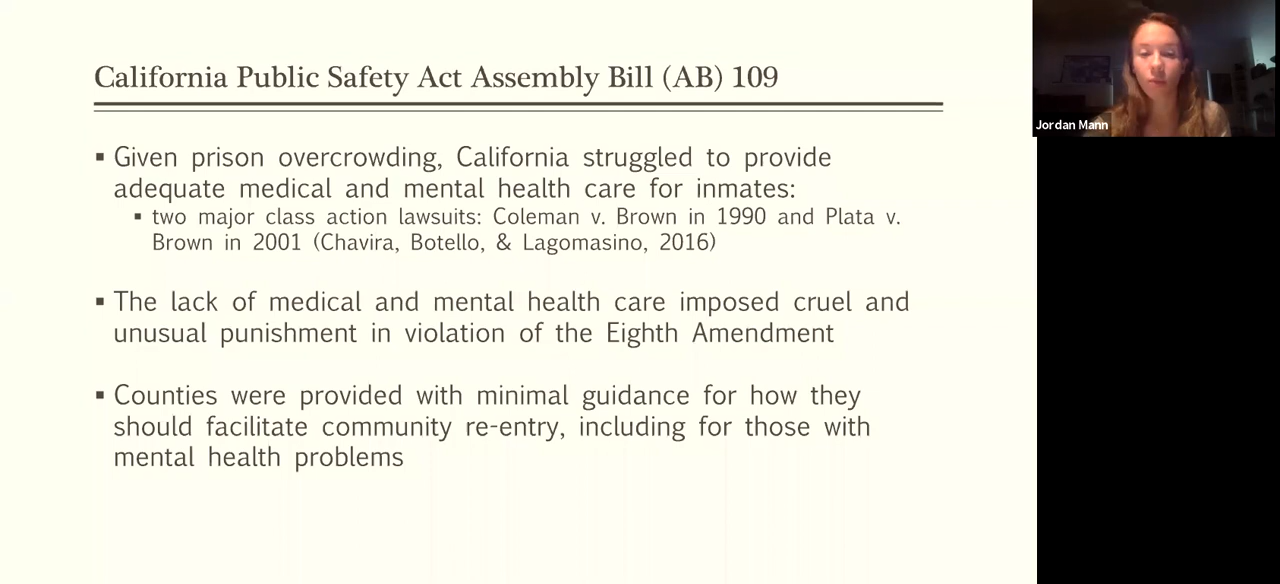 California Public Safety Act Assembly Bill (AB) 109
▪ Given prison overcrowding, California struggled to provide
adequate medical and mental health care for inmates:
▪ two major class action lawsuits: Coleman v. Brown in 1990 and Plata v.
Brown in 2001 (Chavira, Botello, & Lagomasino, 2016)
▪ The lack of medical and mental health care imposed cruel and
unusual punishment in violation of the Eighth Amendment
▪ Counties were provided with minimal guidance for how they
should facilitate community re-entry, including for those with
mental health problems
Jordan Mann